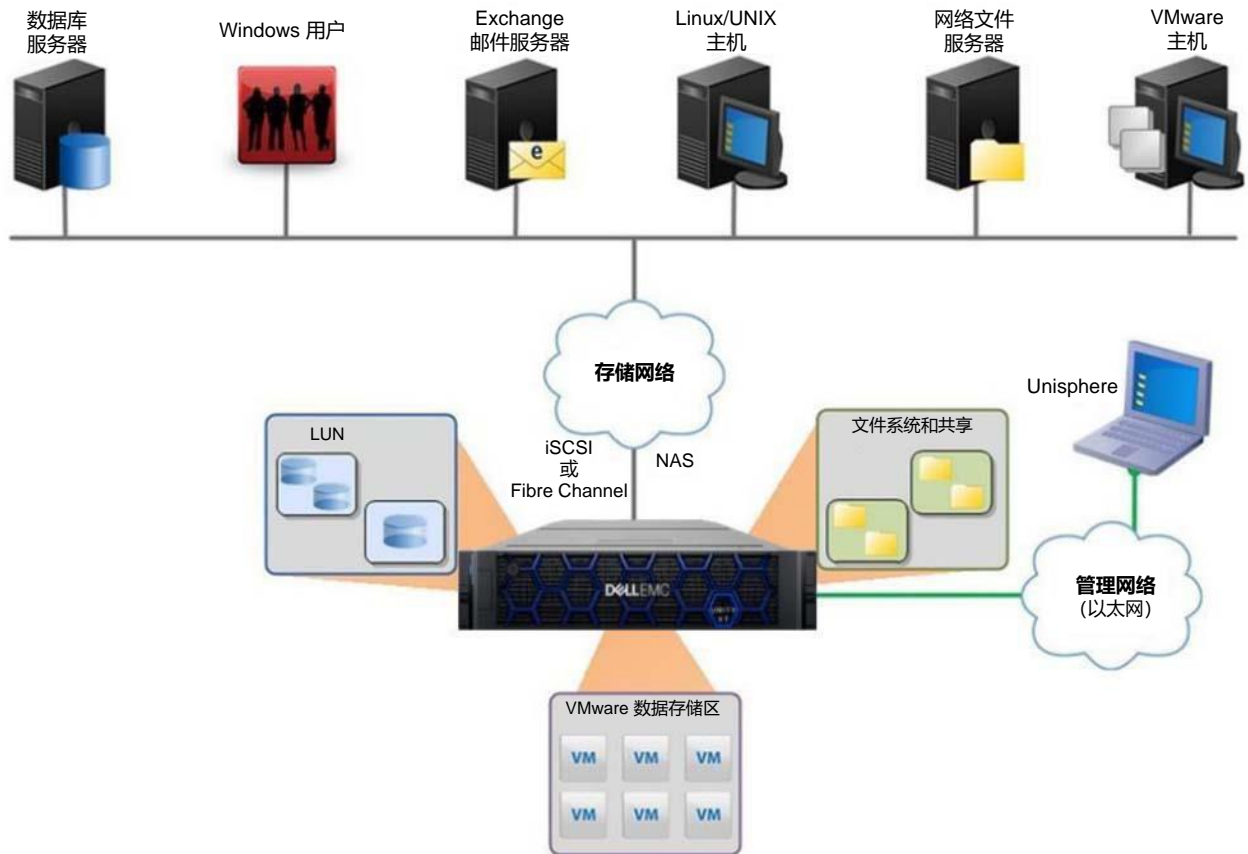 数据库
服务器
Windows 用户
Exchange
邮件服务器
Linux/UNIX
主机
网络文件
服务器
VMware
主机
e
存储网络
Unisphere
LUN
iSCSI
或
Fibre Channel
NAS
文件系统和共享
DELLEMC
UNITY
XT
管理网络
(以太网)
VMware 数据存储区
VM
VM
VM
VM
VM
VM